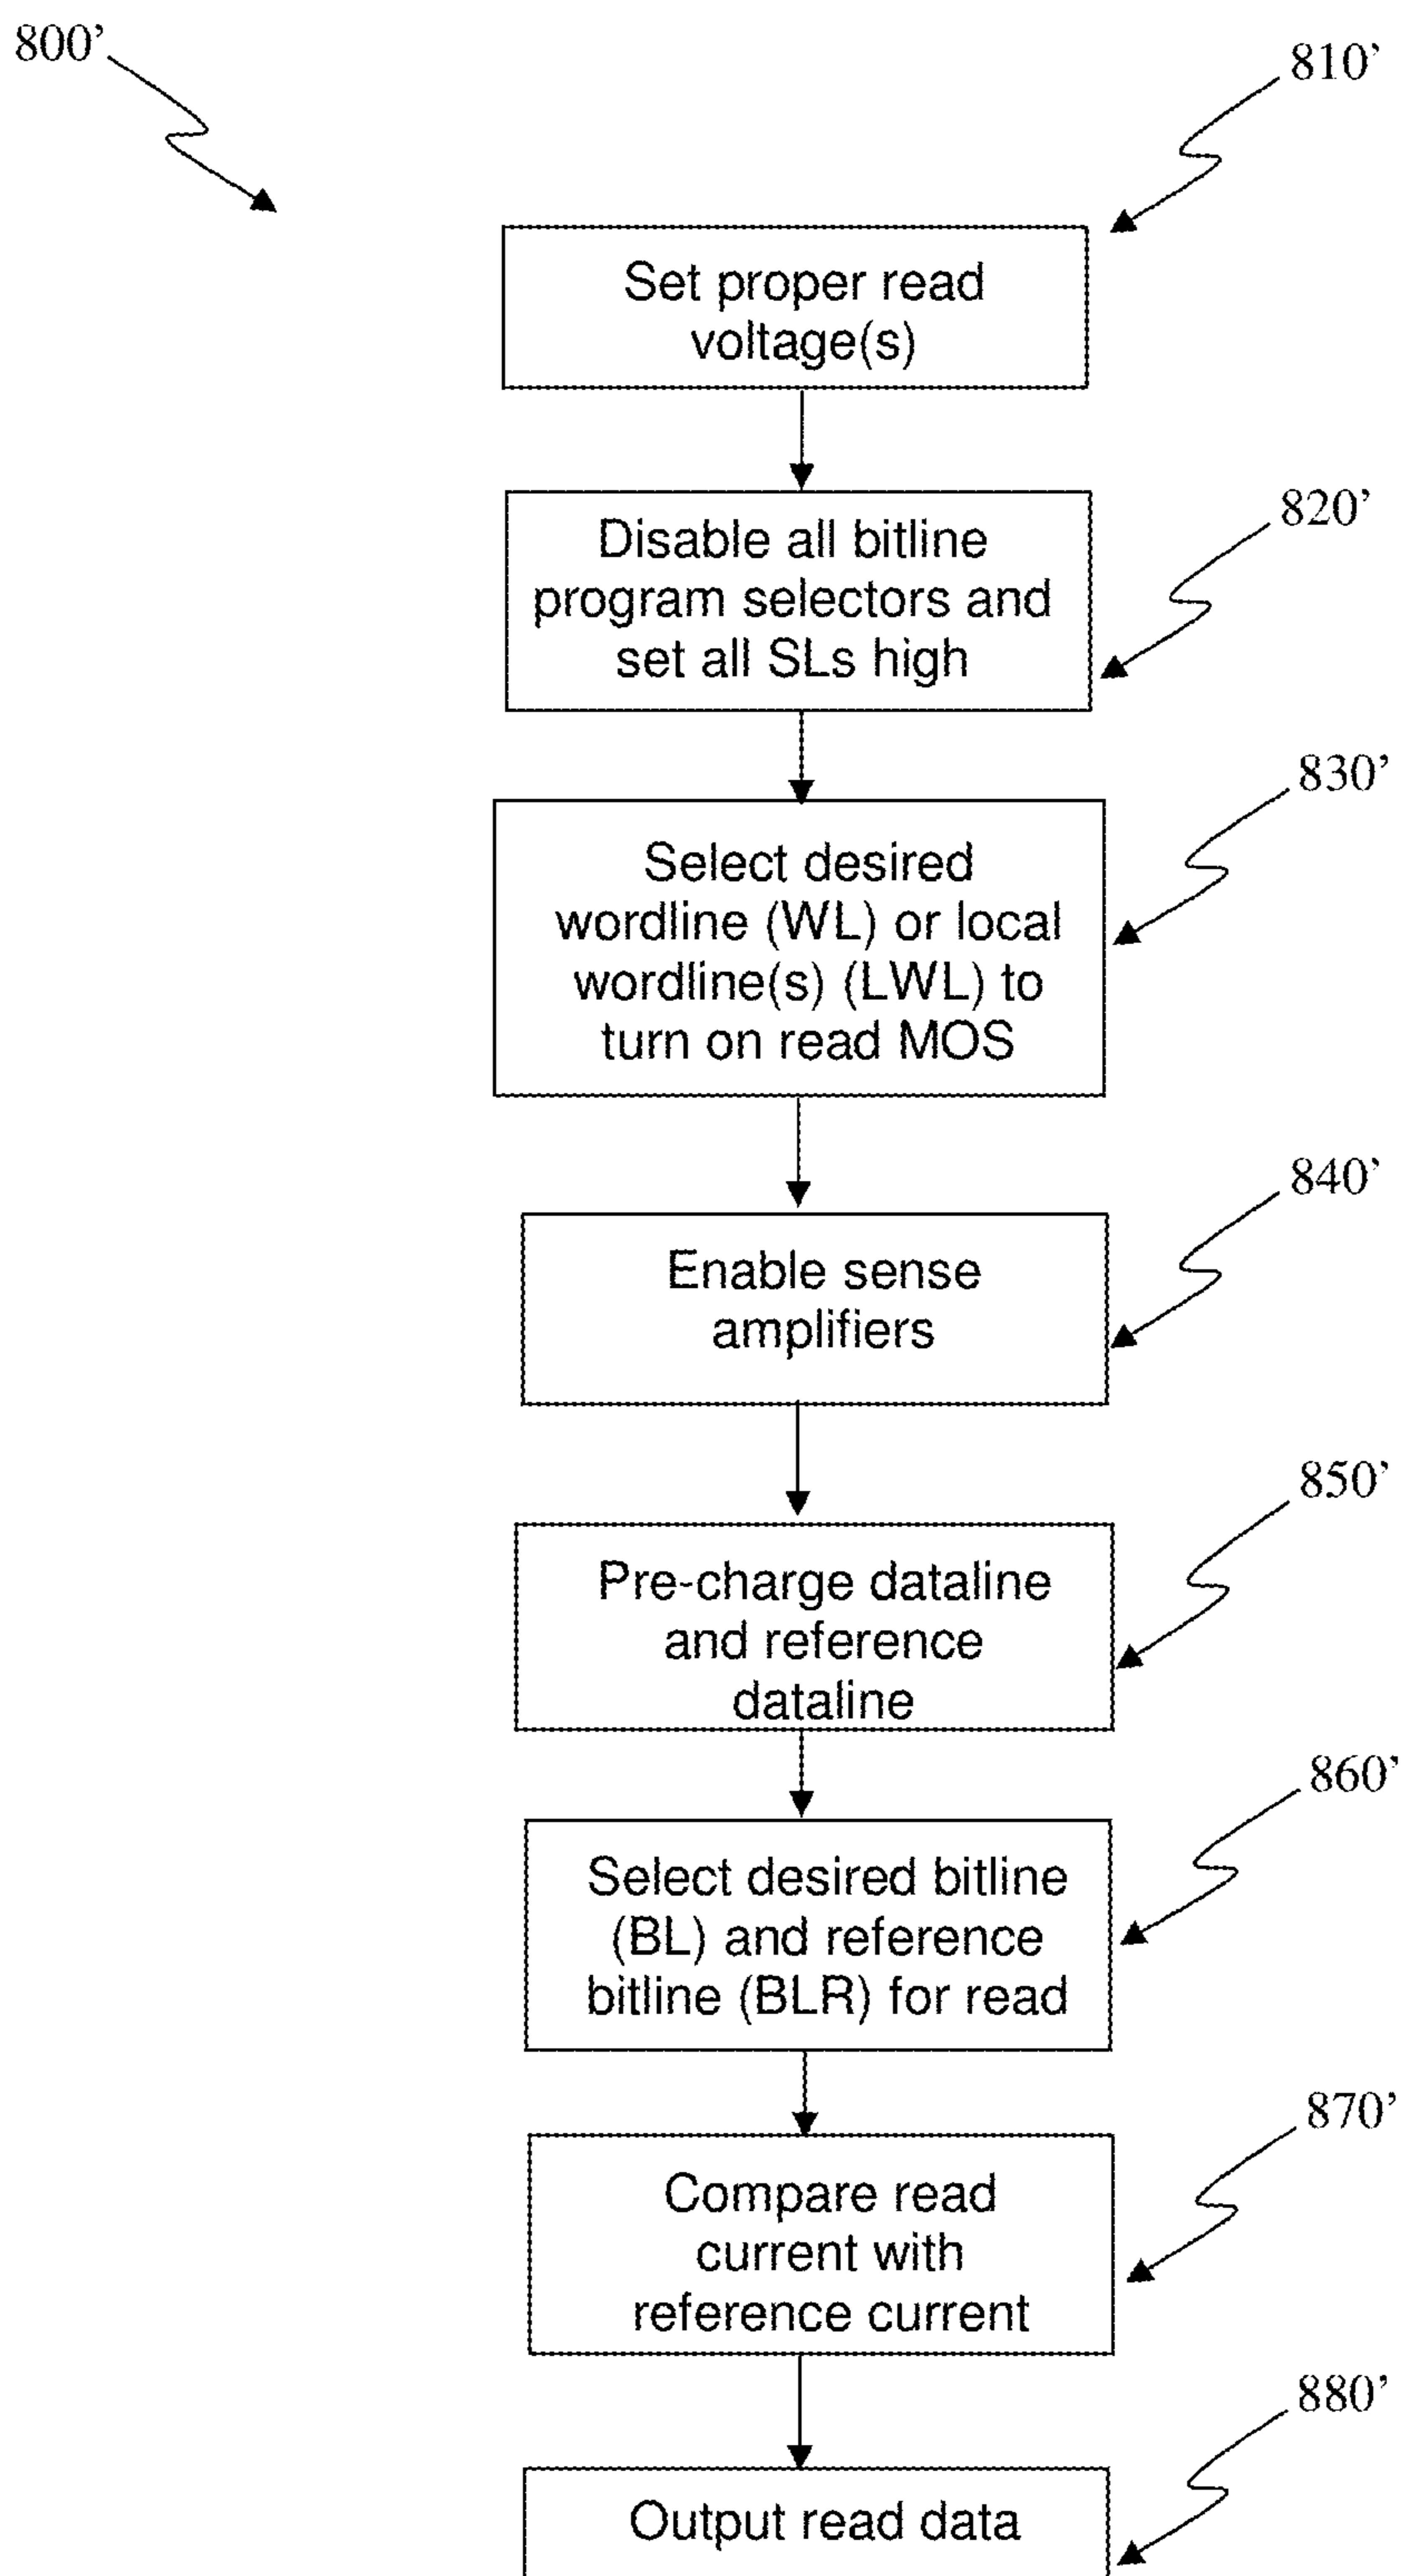 800’
810’
Set proper read
voltage(s)
820’
Disable all bitline
program selectors and
set all SLs high
830’
Select desired
wordline (WL) or local
wordline(s) (LWL) to
turn on read MOS
840’
Enable sense
amplifiers
850’
Pre-charge dataline
and reference
dataline
860’
Select desired bitline
(BL) and reference
bitline (BLR) for read
870’
Compare read
current with
reference current
880’
Output read data